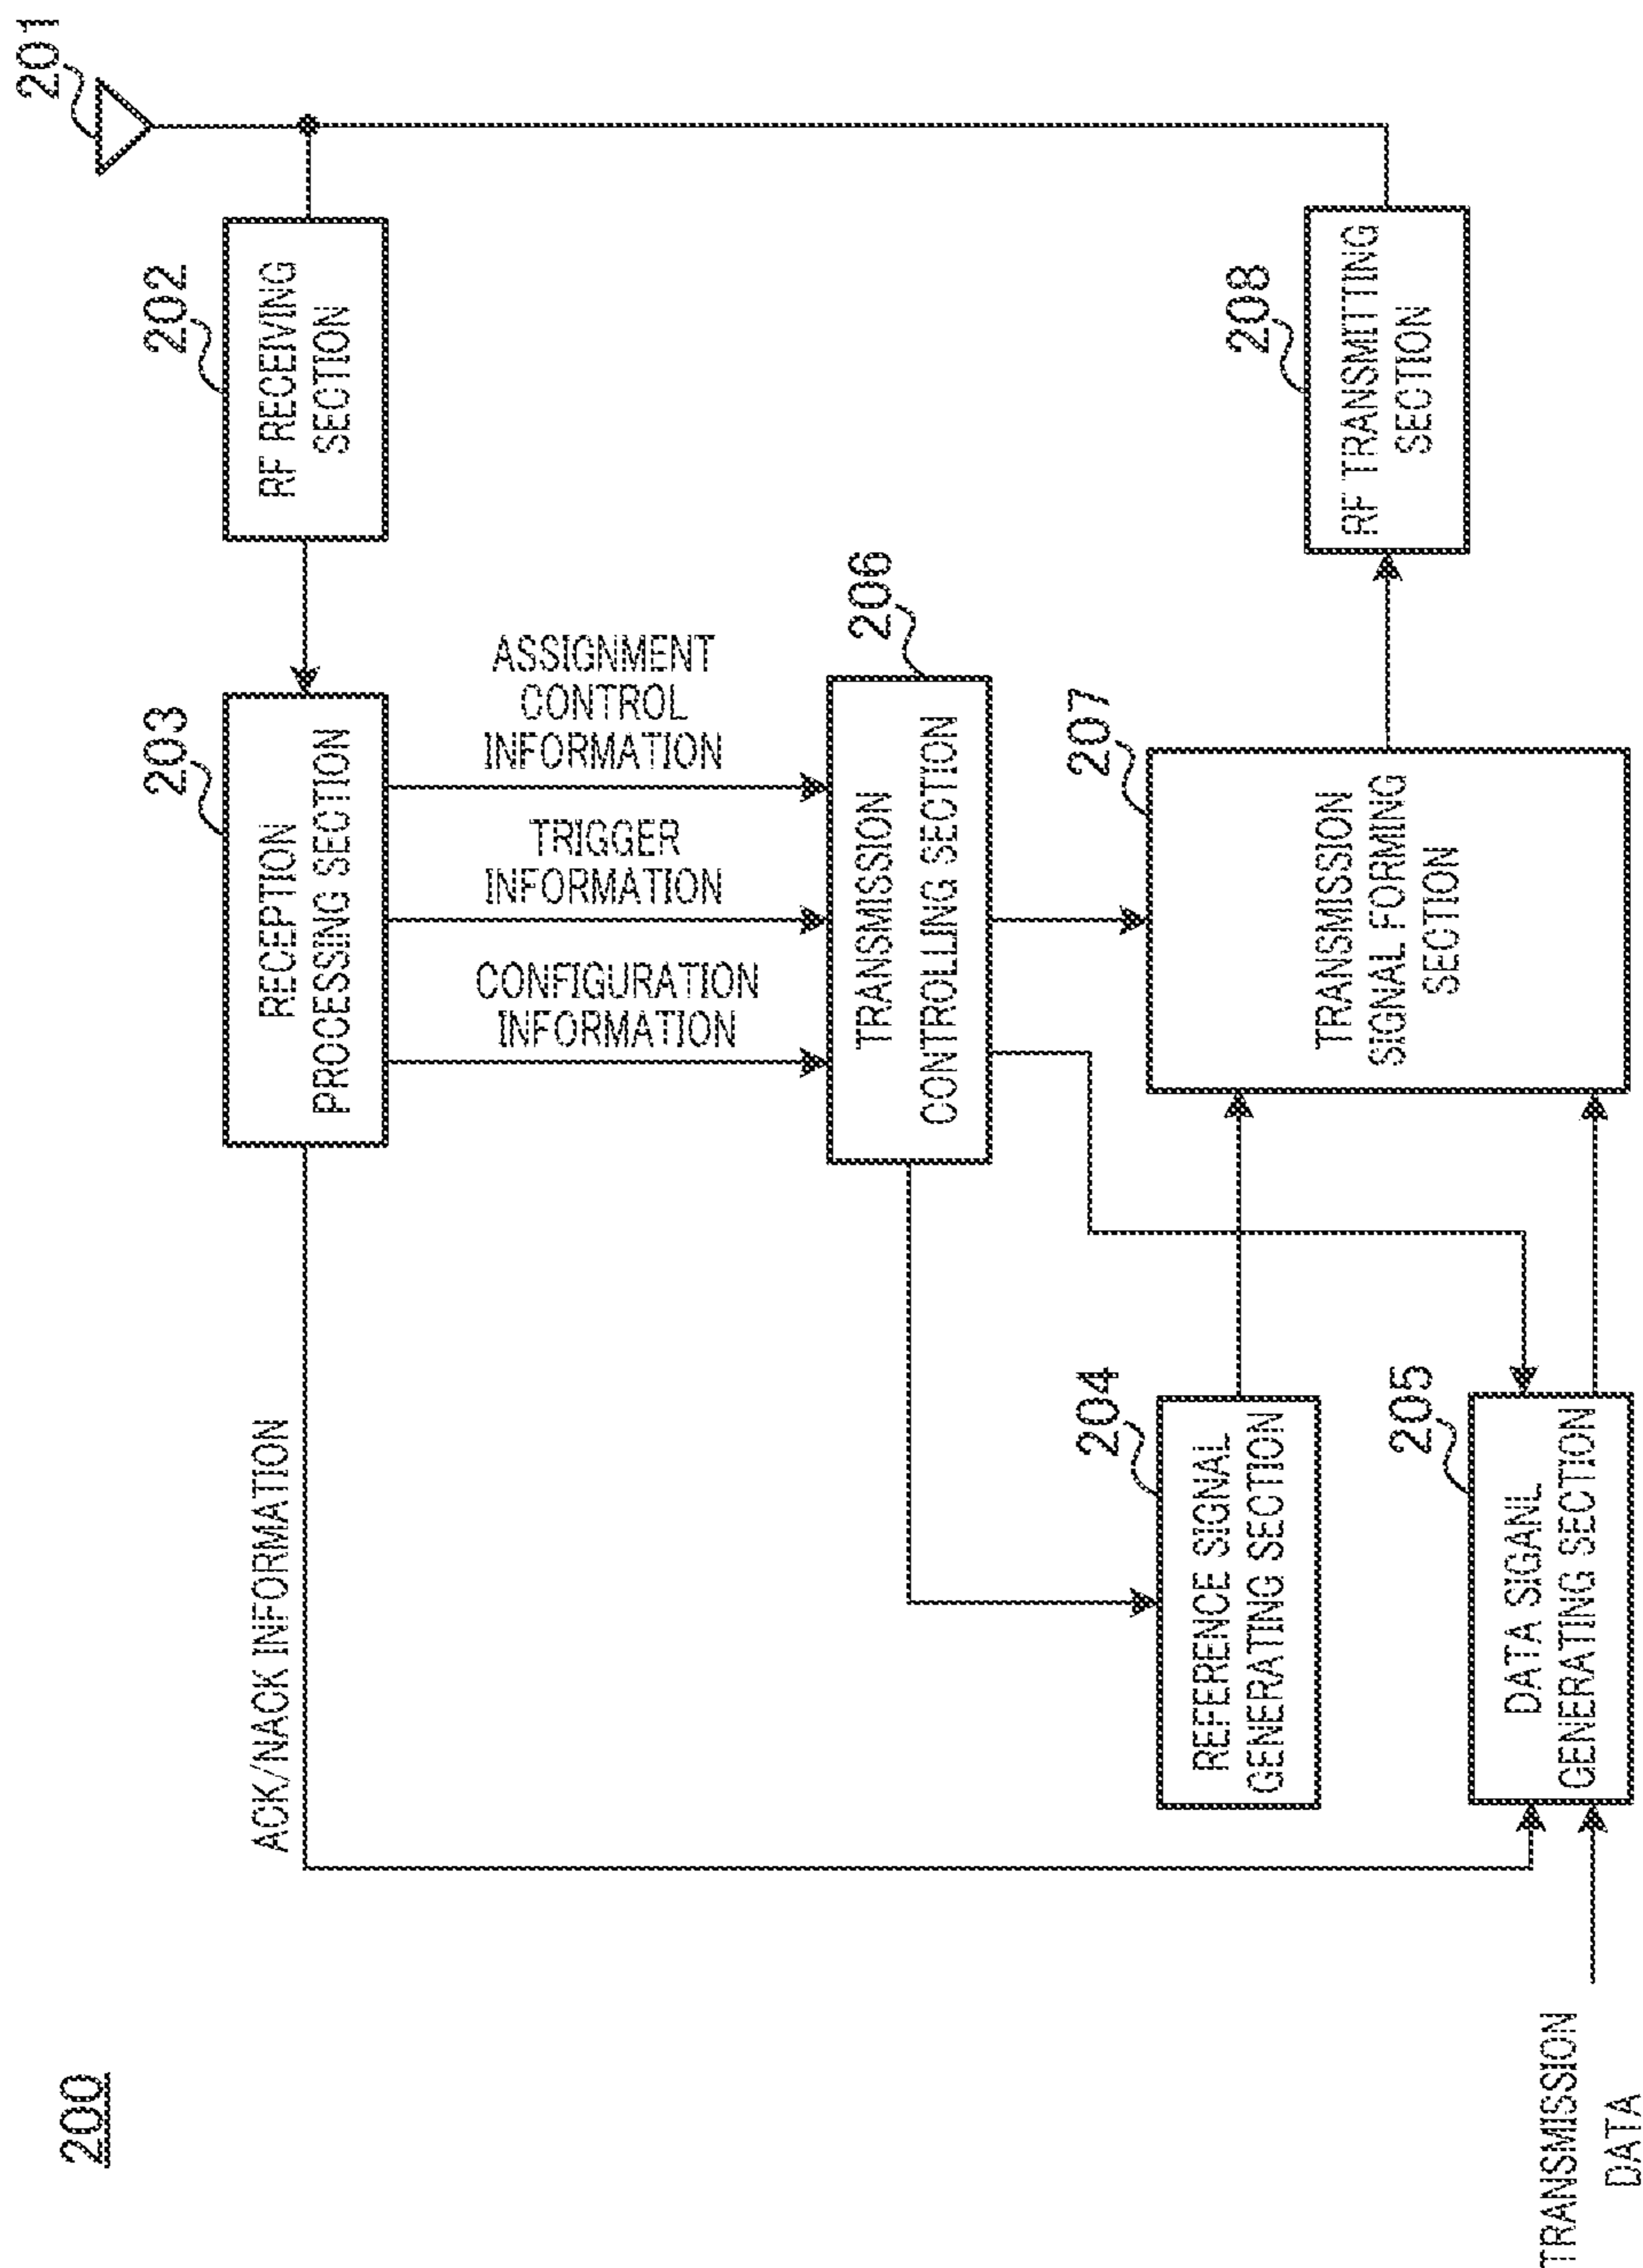 200
201
202
RF RECEIVING
SECTION
203
RECEPTION
PROCESSING SECTION
ACK/NACK INFORMATION
ASSIGNMENT
CONTROL
INFORMATION
TRIGGER
INFORMATION
CONFIGURATION
INFORMATION
206
TRANSMISSION
CONTROLLING SECTION
204
REFERENCE SIGNAL
GENERATING SECTION
207
TRANSMISSION
SIGNAL FORMING
SECTION
208
RF TRANSMITTING
SECTION
205
DATA SIGANL
GENERATING SECTION
TRANSMISSION
DATA